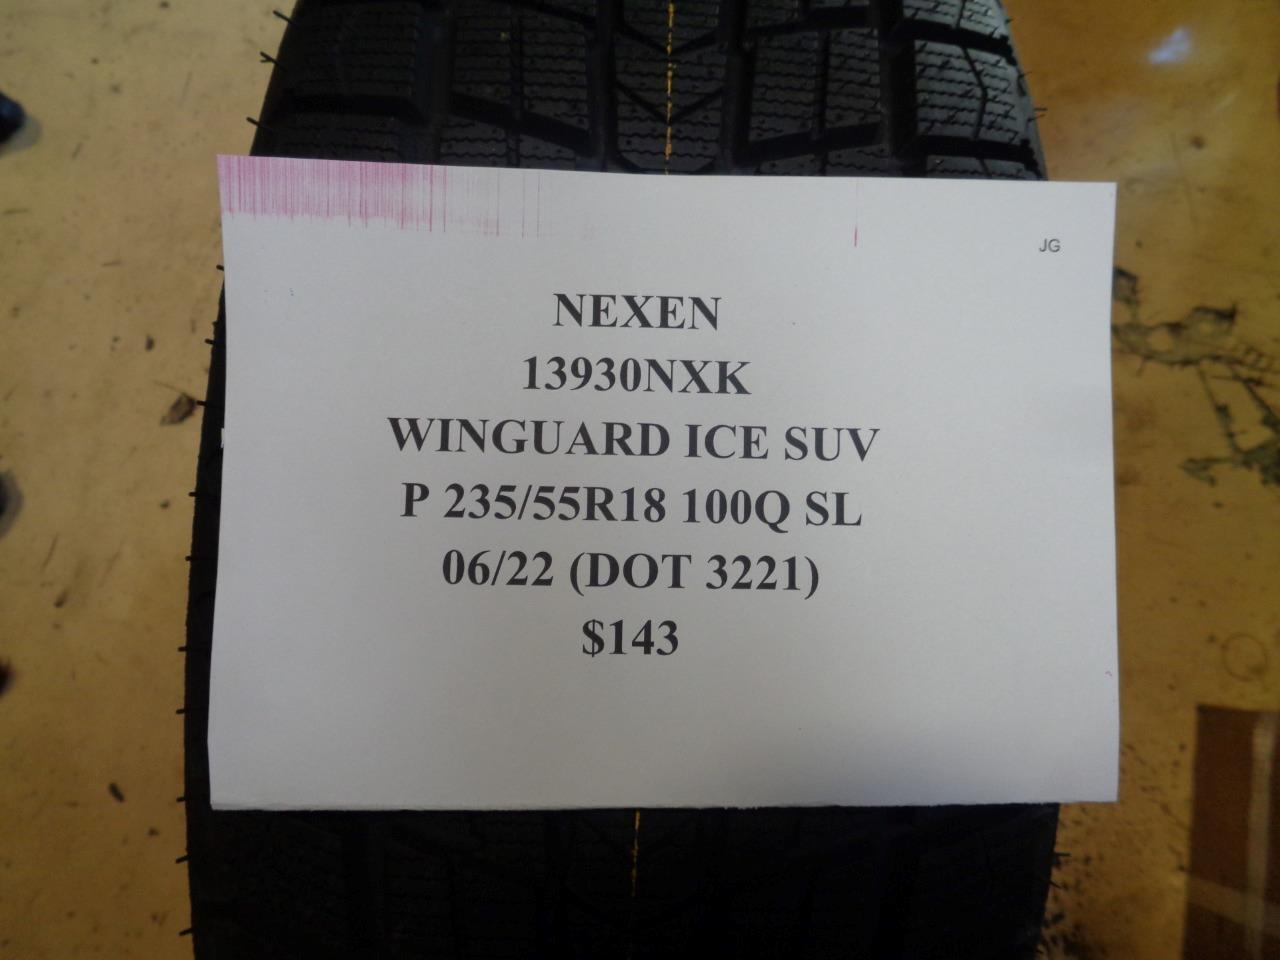 JG
NEXEN
13930NXK
WINGUARD ICE SUV
P 235/55R18 100Q SL
06/22 (DOT 3221)
$143